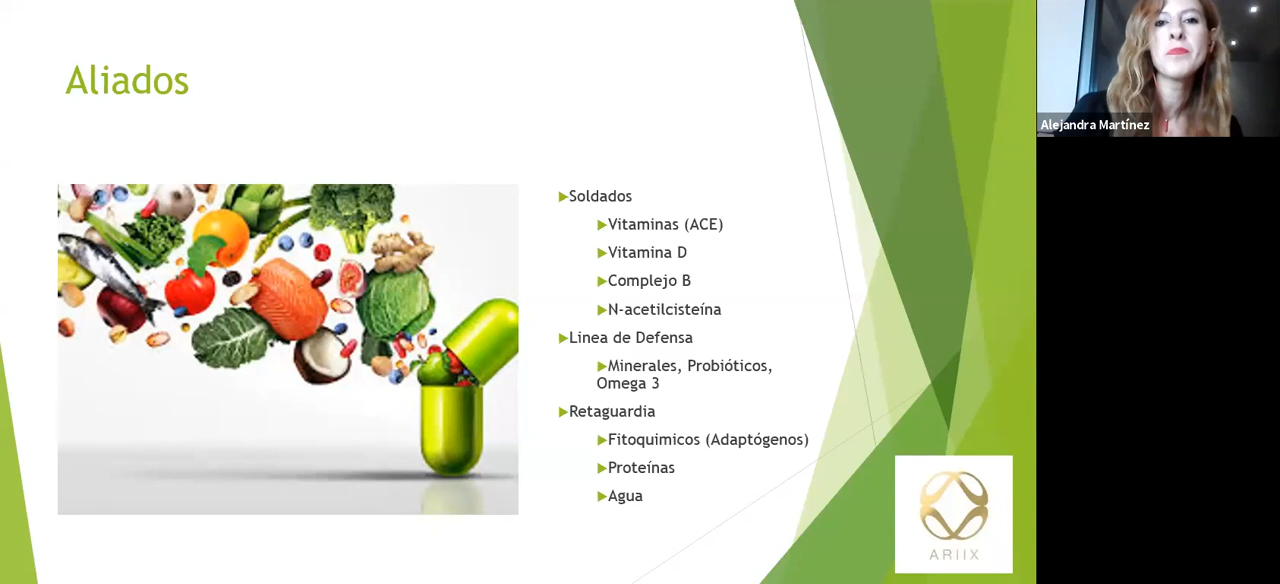 Aliados
Soldados
Vitaminas (ACE)
Vitamina D
Complejo B
N-acetilcisteína
Linea de Defensa
Minerales, Probióticos,
Omega 3
Retaguardia
Fitoquimicos (Adaptógenos)
Proteínas
Agua
ARIIX
Alejandra Martínez